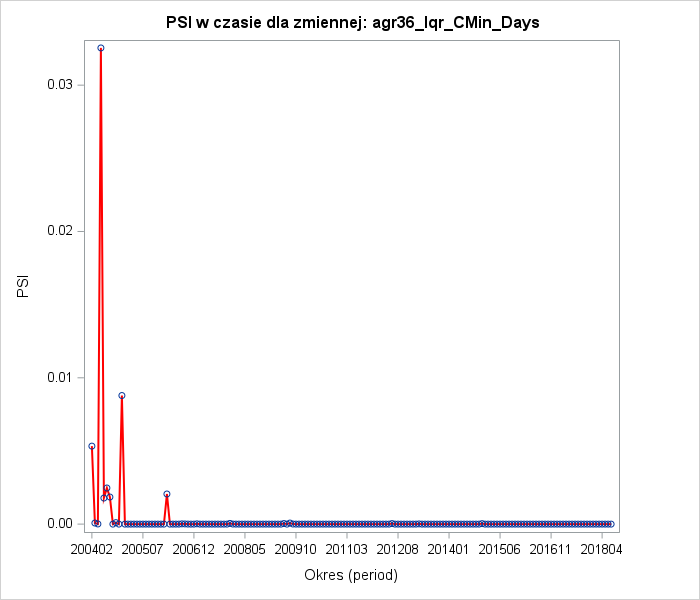 PSI w czasie dla zmiennej: agr36_Iqr_CMin_Days
0.03
0.02
0.01
0.00
PSI
200402 200507 200612 200805 200910 201103 201208 201401 201506 201611 201804
Okres (period)